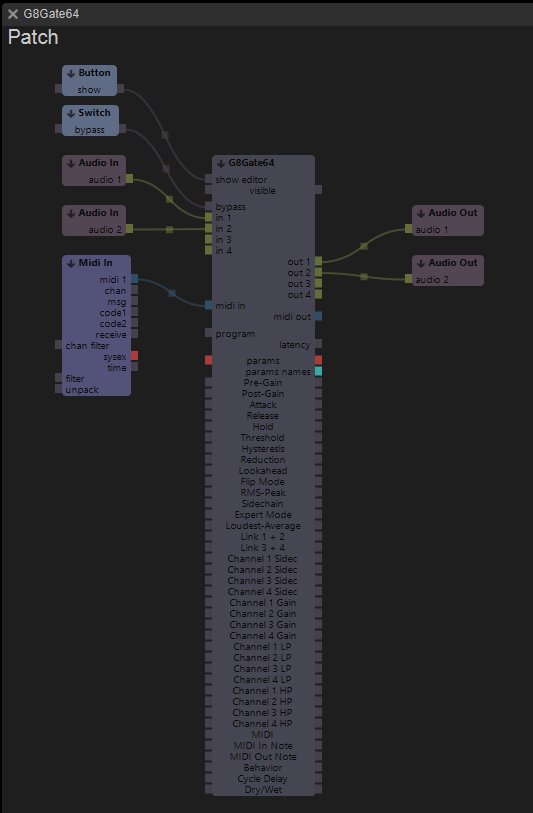 G8Gate64
Patch
Button
show
Switch
bypass
Audio In
audio 1
Audio In
audio 2
Midi In
midi 1
chan
msg
code1
code2
receive
chan filter
sysex
time
filter
unpack
G8Gate64
show editor
visible
bypass
in 1
in 2
in 3
in 4
out 1
out 2
out 3
out 4
midi in
midi out
program
latency
params
params names
Pre-Gain
Post-Gain
Attack
Release
Hold
Threshold
Hysteresis
Reduction
Lookahead
Flip Mode
RMS-Peak
Sidechain
Expert Mode
Loudest-Average
Link 1 + 2
Link 3 + 4
Channel 1 Sidec
Channel 2 Sidec
Channel 3 Sidec
Channel 4 Sidec
Channel 1 Gain
Channel 2 Gain
Channel 3 Gain
Channel 4 Gain
Channel 1 LP
Channel 2 LP
Channel 3 LP
Channel 4 LP
Channel 1 HP
Channel 2 HP
Channel 3 HP
Channel 4 HP
MIDI
MIDI In Note
MIDI Out Note
Behavior
Cycle Delay
Dry/Wet
Audio Out
audio 1
Audio Out
audio 2